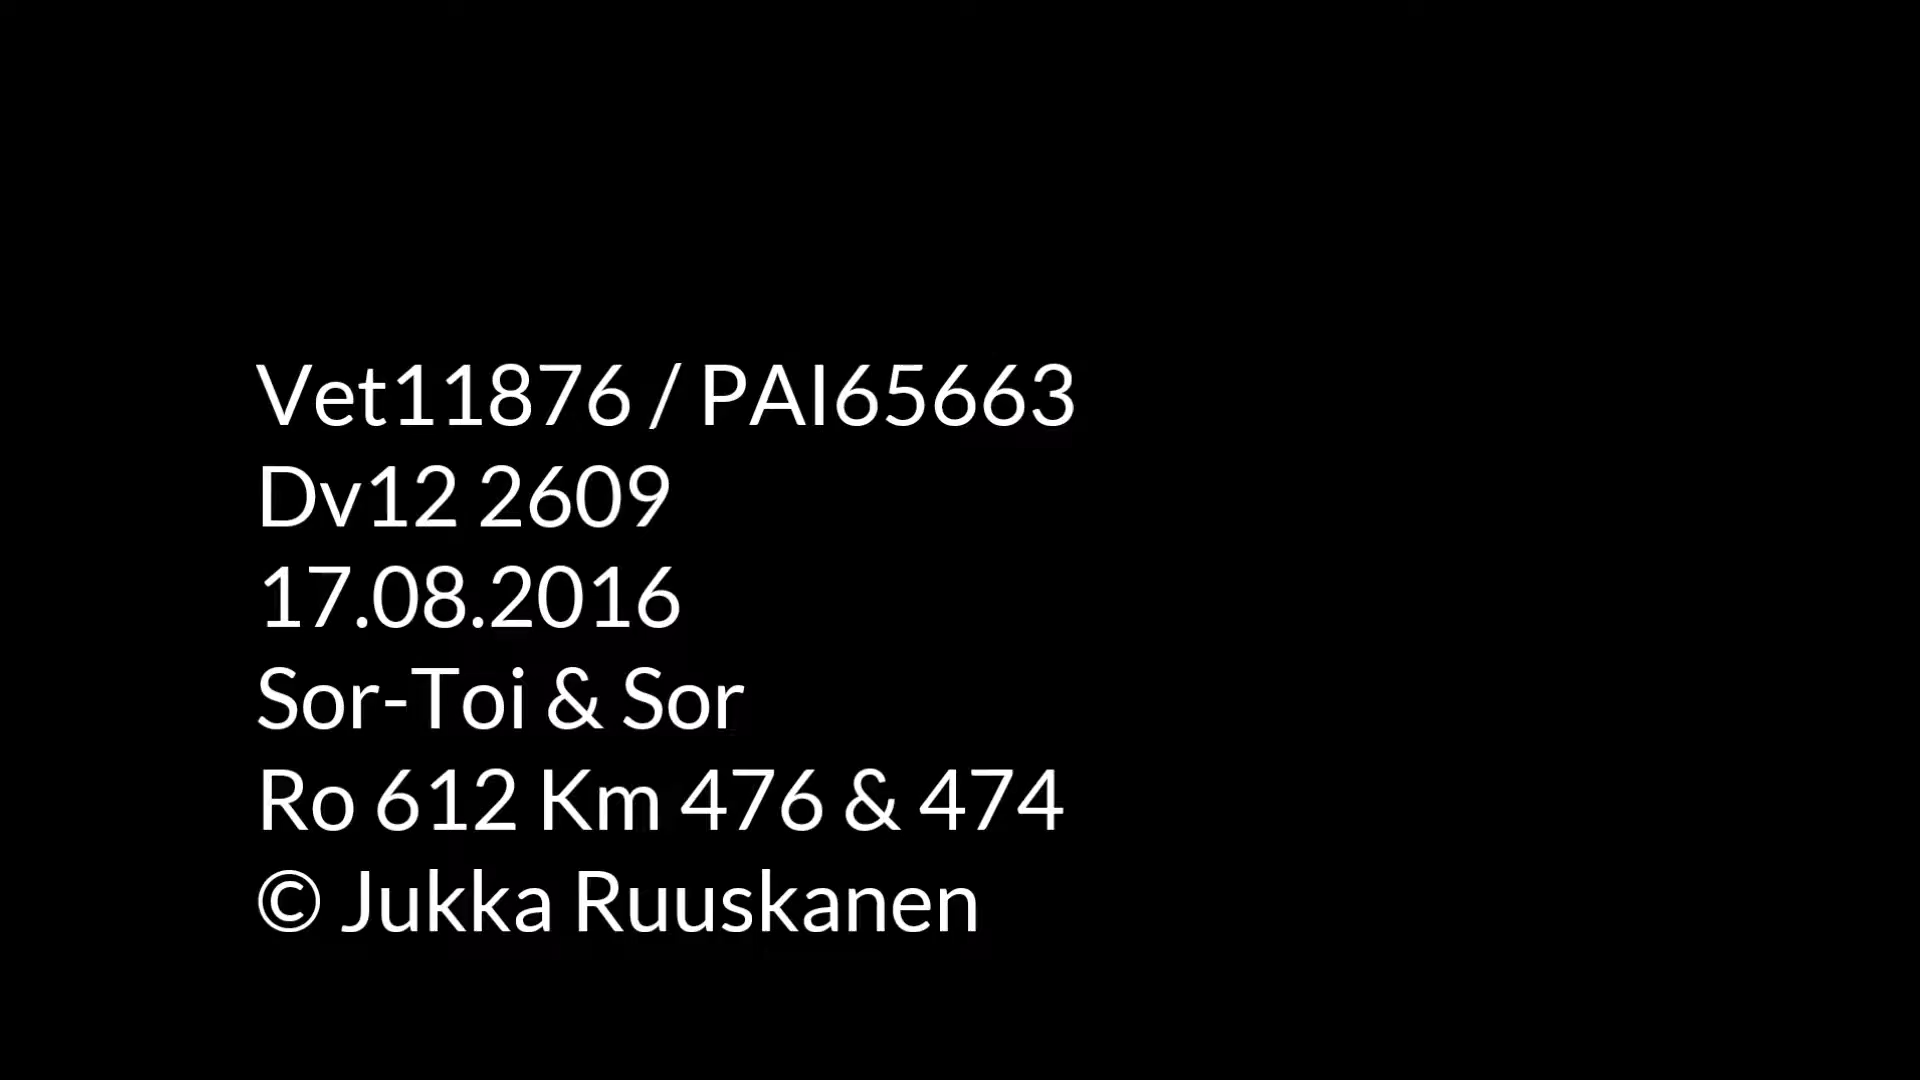 Vet11876 / PAI65663
Dv12 2609
17.08.2016
Sor-Toi & Sor
Ro 612 Km 476 & 474
© Jukka Ruuskanen